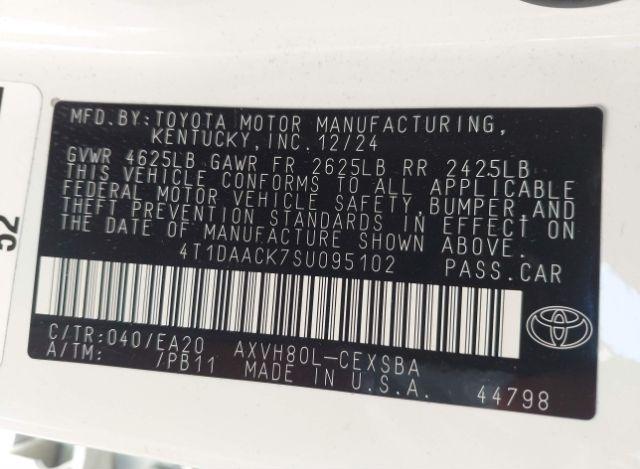 MFD.BY:TOYOTA MOTOR MANUFACTURING,
KENTUCKY,INC.12/24
GVWR 4625LB GAWR FR 2625LB RR 2425LB
THIS VEHICLE CONFORMS TO ALL APPLICABLE
FEDERAL MOTOR VEHICLE SAFETY,BUMPER,AND
THEFT PREVENTION STANDARDS IN EFFECT ON
THE DATE OF MANUFACTURE SHOWN ABOVE.
4T1DAACK7SU095102 PASS.CAR
C/TR:040/EA20 AXVH80L-CEXSBA
A/TM: /PB11 MADE IN U.S.A.
44798
52